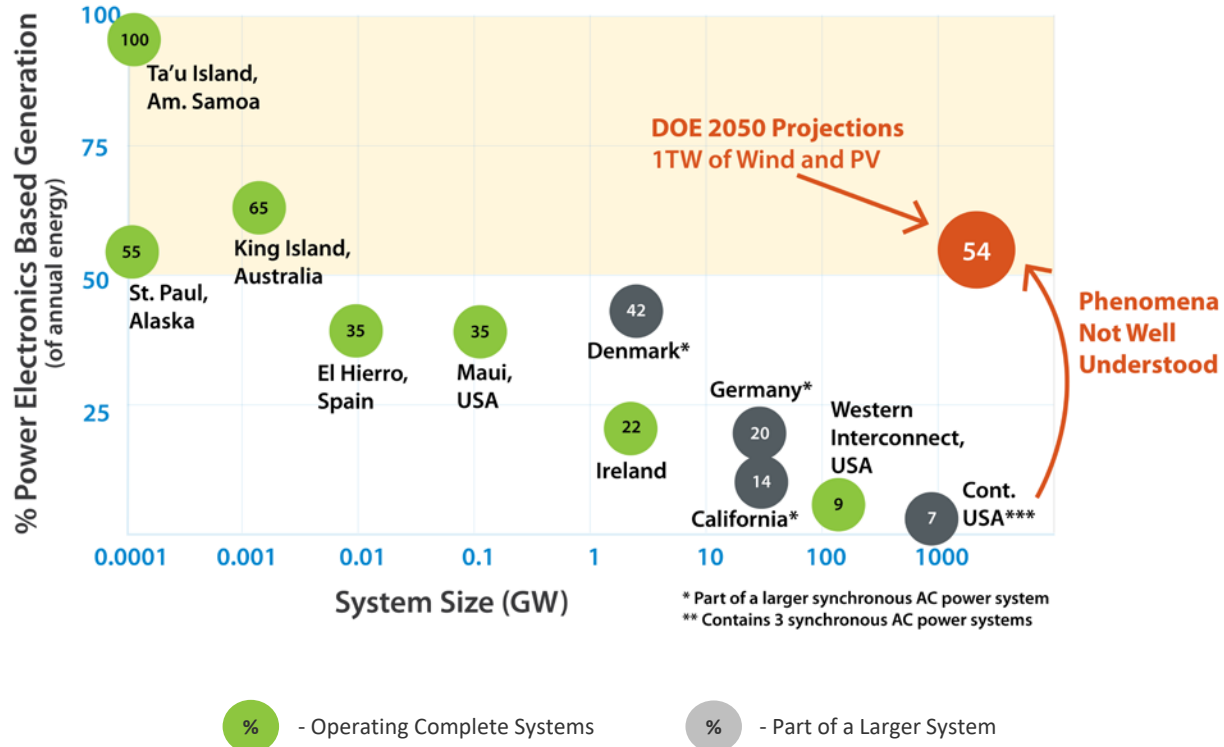 % Power Electronics Based Generation
(of annual energy)
100
75
50
25
100
Ta'u Island,
Am. Samoa
55
St. Paul,
Alaska
65
King Island,
Australia
35
El Hierro,
Spain
35
Maui,
USA
42
Denmark*
22
Ireland
Germany*
20
14
California*
Western
Interconnect,
USA
9
Cont.
USA***
7
DOE 2050 Projections
1TW of Wind and PV
54
Phenomena
Not Well
Understood
0.0001
0.001
0.01
0.1
1
10
100
1000
System Size (GW)
* Part of a larger synchronous AC power system
** Contains 3 synchronous AC power systems
% - Operating Complete Systems
% - Part of a Larger System